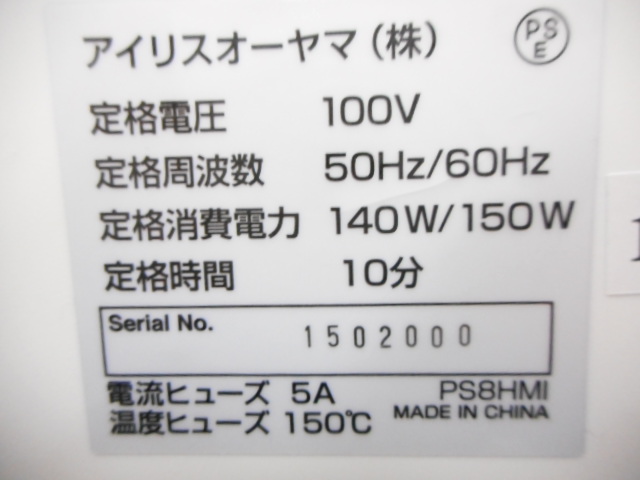 アイリスオーヤマ（株）
PS
E
定格電圧 100V
定格周波数 50Hz/60Hz
定格消費電力 140W/150W
定格時間 10分
Serial No. 1502000
電流ヒューズ 5A PS8HMI
温度ヒューズ 150℃ MADE IN CHINA